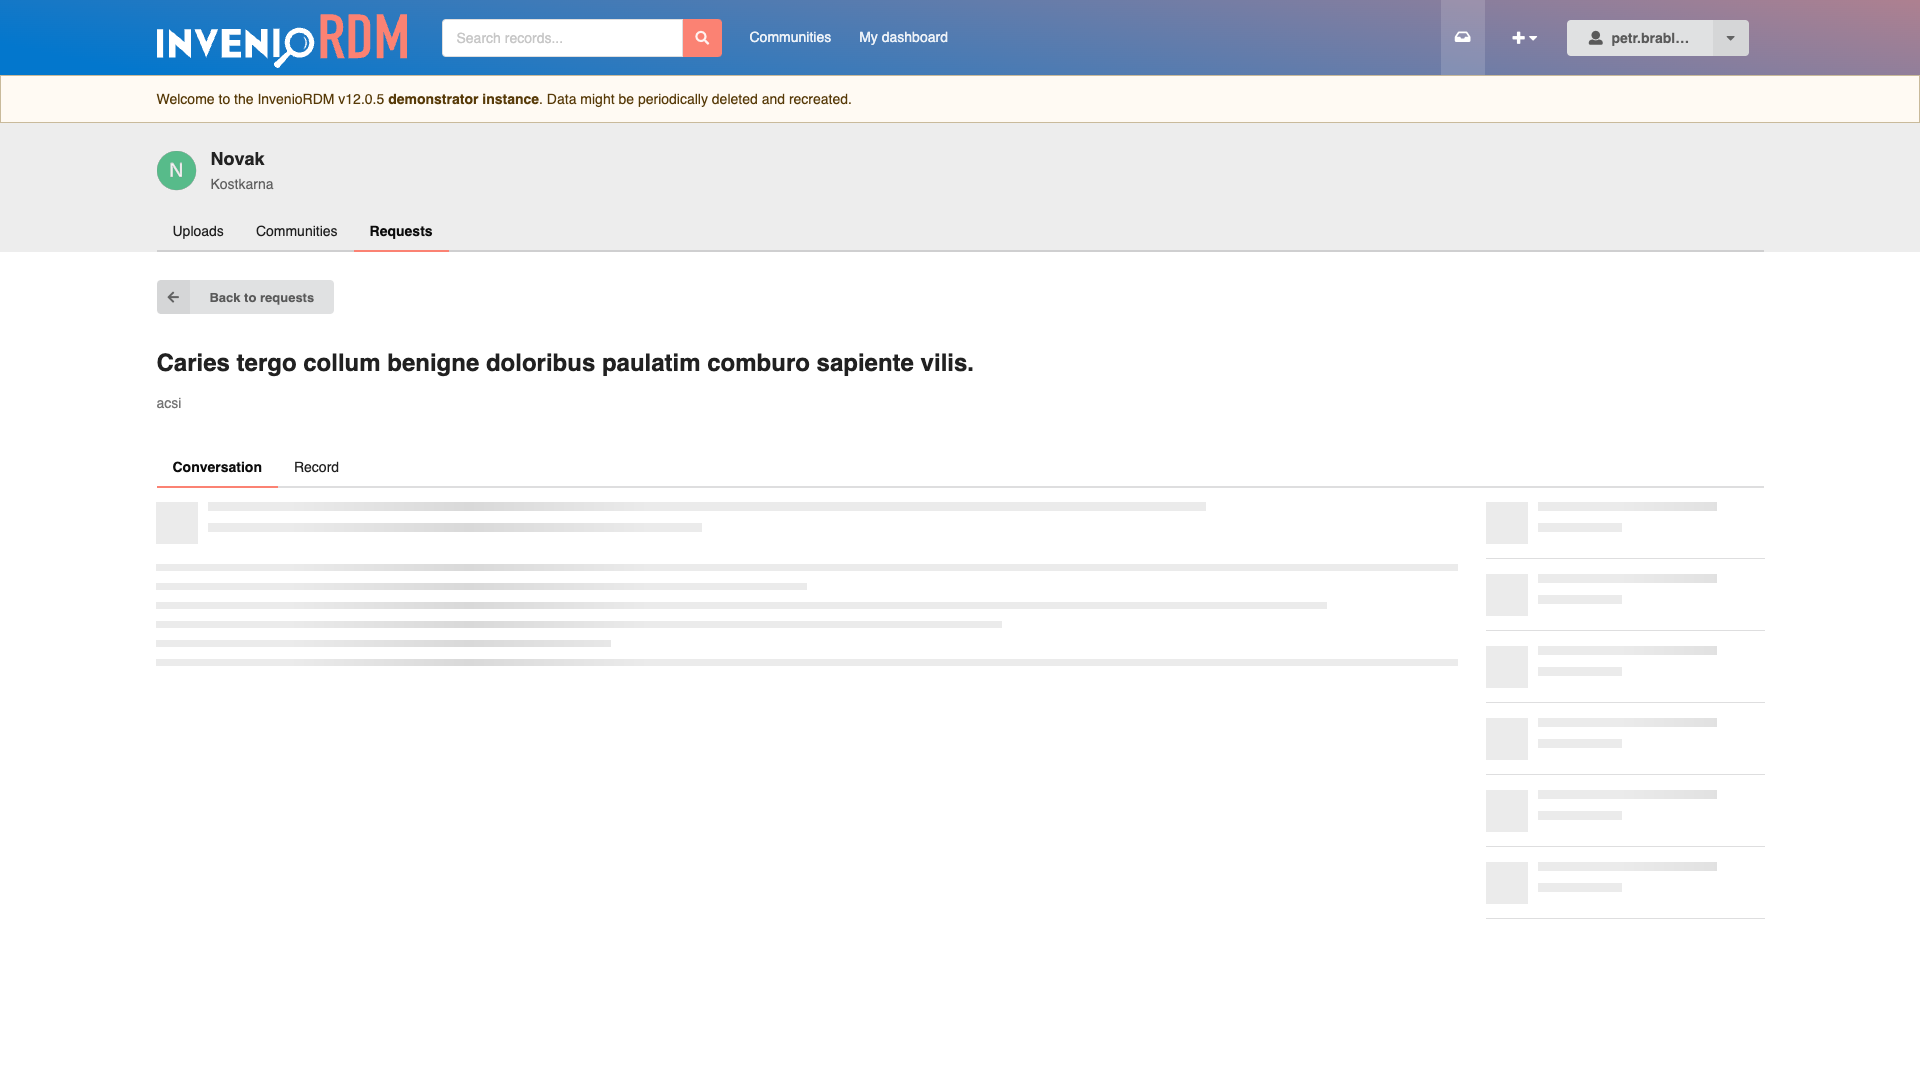 INVENIO RDM
Search records...
Communities
My dashboard
petr.brabl...
Welcome to the InvenioRDM v12.0.5 demonstrator instance. Data might be periodically deleted and recreated.
N
Novak
Kostkarna
Uploads
Communities
Requests
Back to requests
Caries tergo collum benigne doloribus paulatim comburo sapiente vilis.
acsi
Conversation
Record